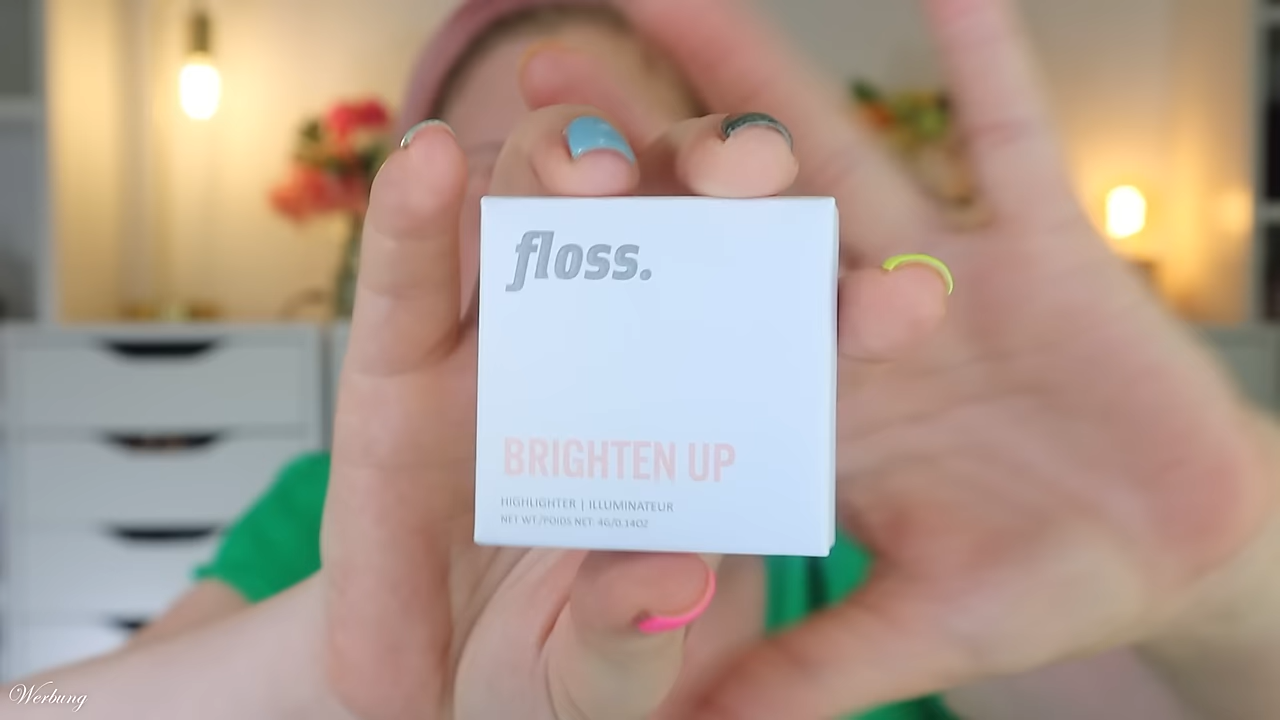 floss.
BRIGHTEN UP
HIGHLIGHTER | ILLUMINATEUR
NET WT./POIDS NET: 4G/0.14OZ
Werbung